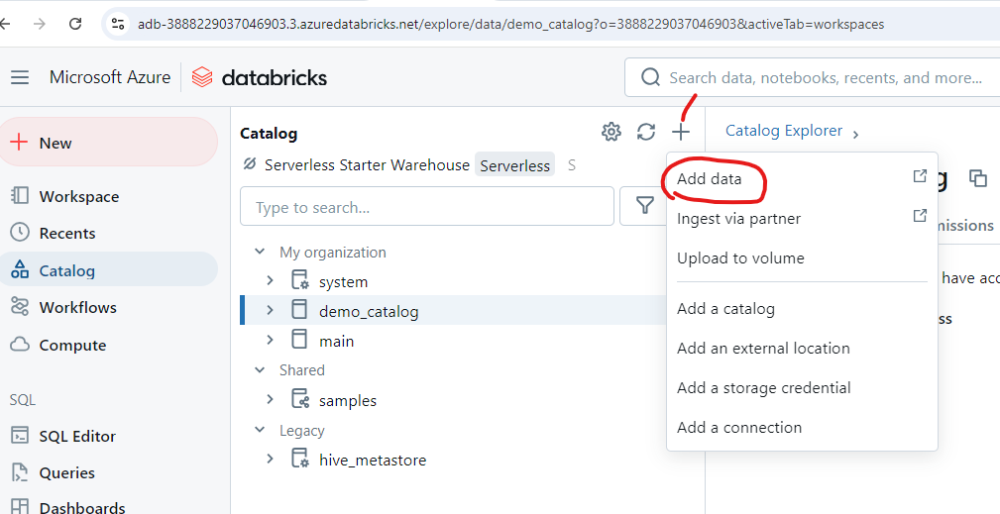 adb-3888229037046903.3.azuredatabricks.net/explore/data/demo_catalog?o=3888229037046903&activeTab=workspaces
Microsoft Azure databricks
Search data, notebooks, recents, and more...
New
Workspace
Recents
Catalog
Workflows
Compute
SQL
SQL Editor
Queries
Dashboards
Catalog
Serverless Starter Warehouse Serverless S
Type to search...
My organization
system
demo_catalog
main
Shared
samples
Legacy
hive_metastore
Add data
Ingest via partner
Upload to volume
Add a catalog
Add an external location
Add a storage credential
Add a connection
Catalog Explorer >
g
missions
have acc
ss